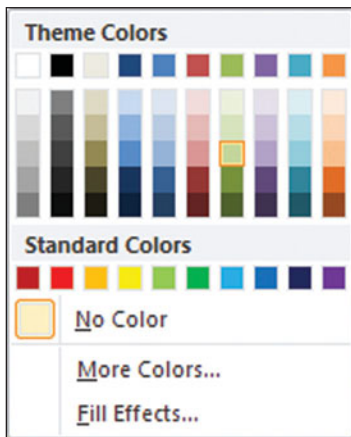 Theme Colors
Standard Colors
No Color
More Colors...
Fill Effects...